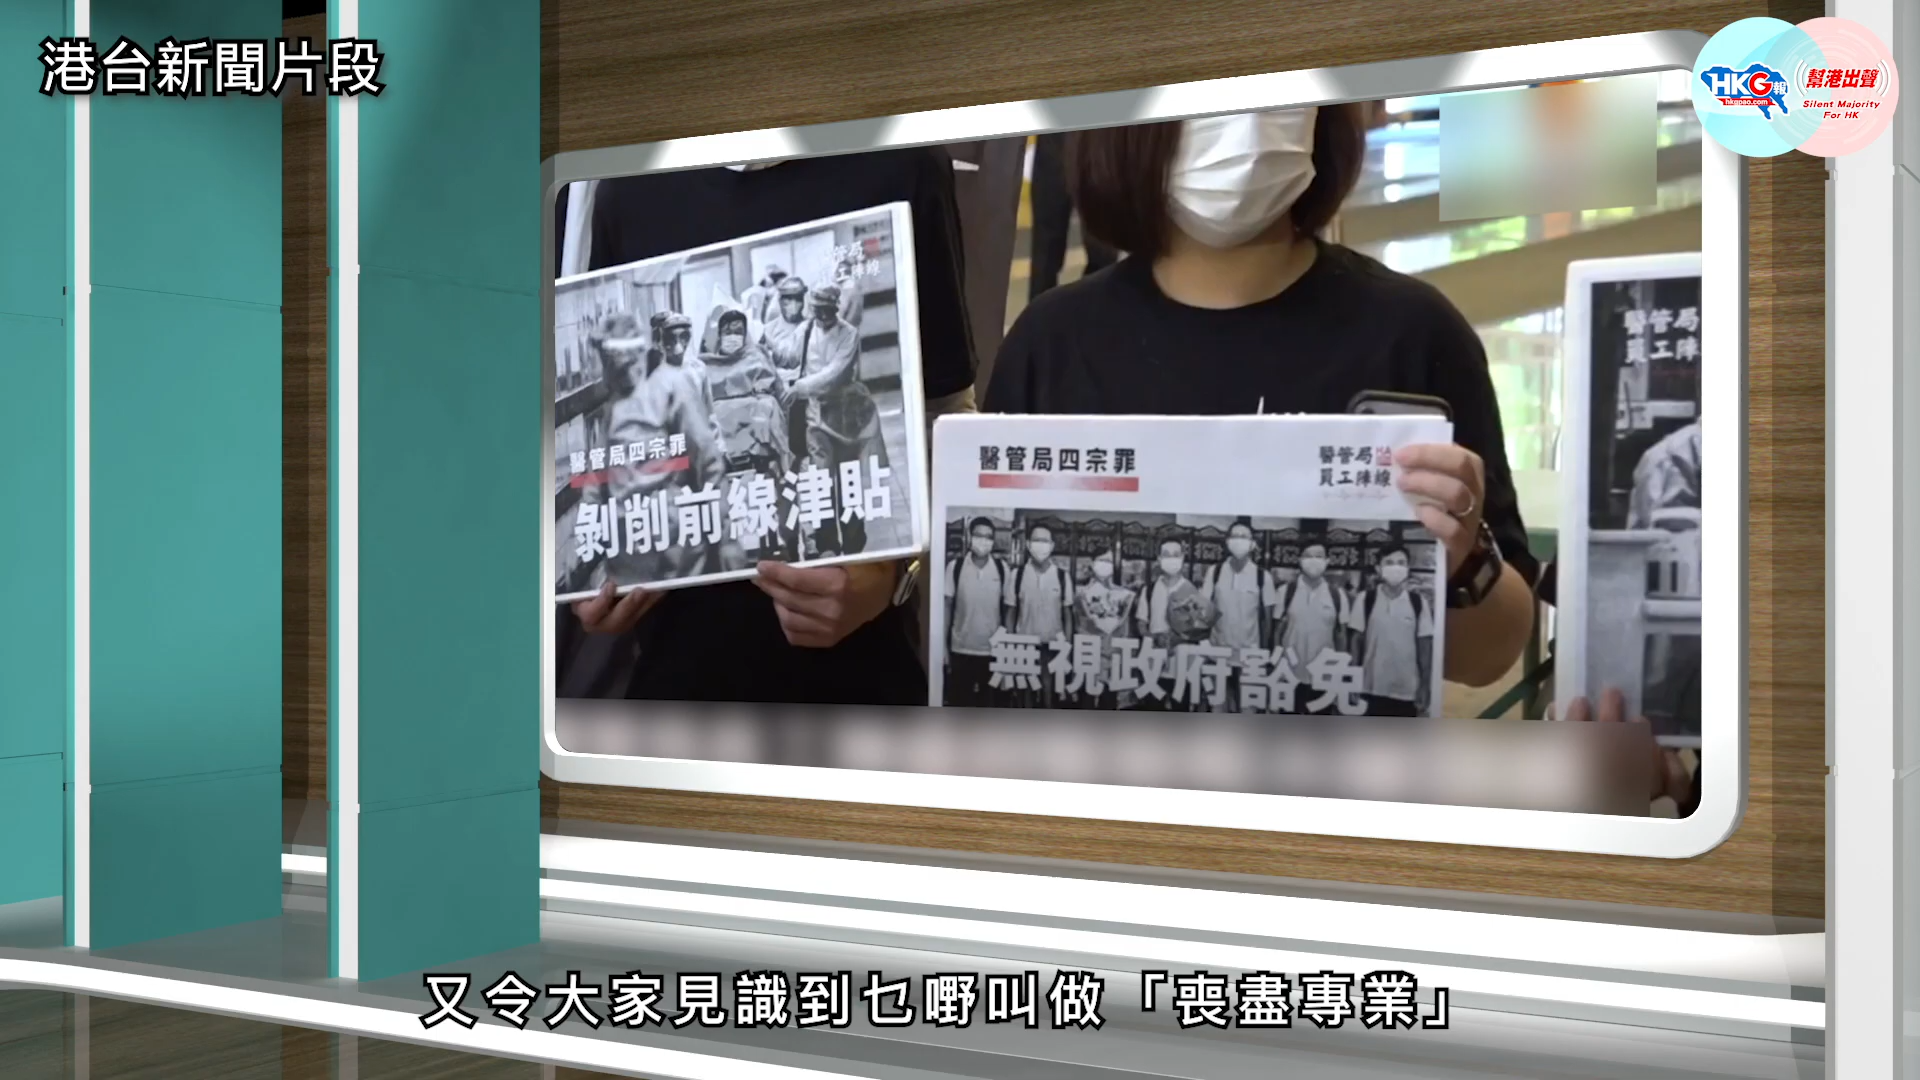 港台新聞片段
HKG報
hkgpao.com
幫港出聲
Silent Majority
For HK
醫管局
員工陣線
醫管局四宗罪
剝削前線津貼
醫管局四宗罪
醫管局
員工陣線
無視政府豁免
醫管局
員工陣
又令大家見識到乜嘢叫做「喪盡專業」